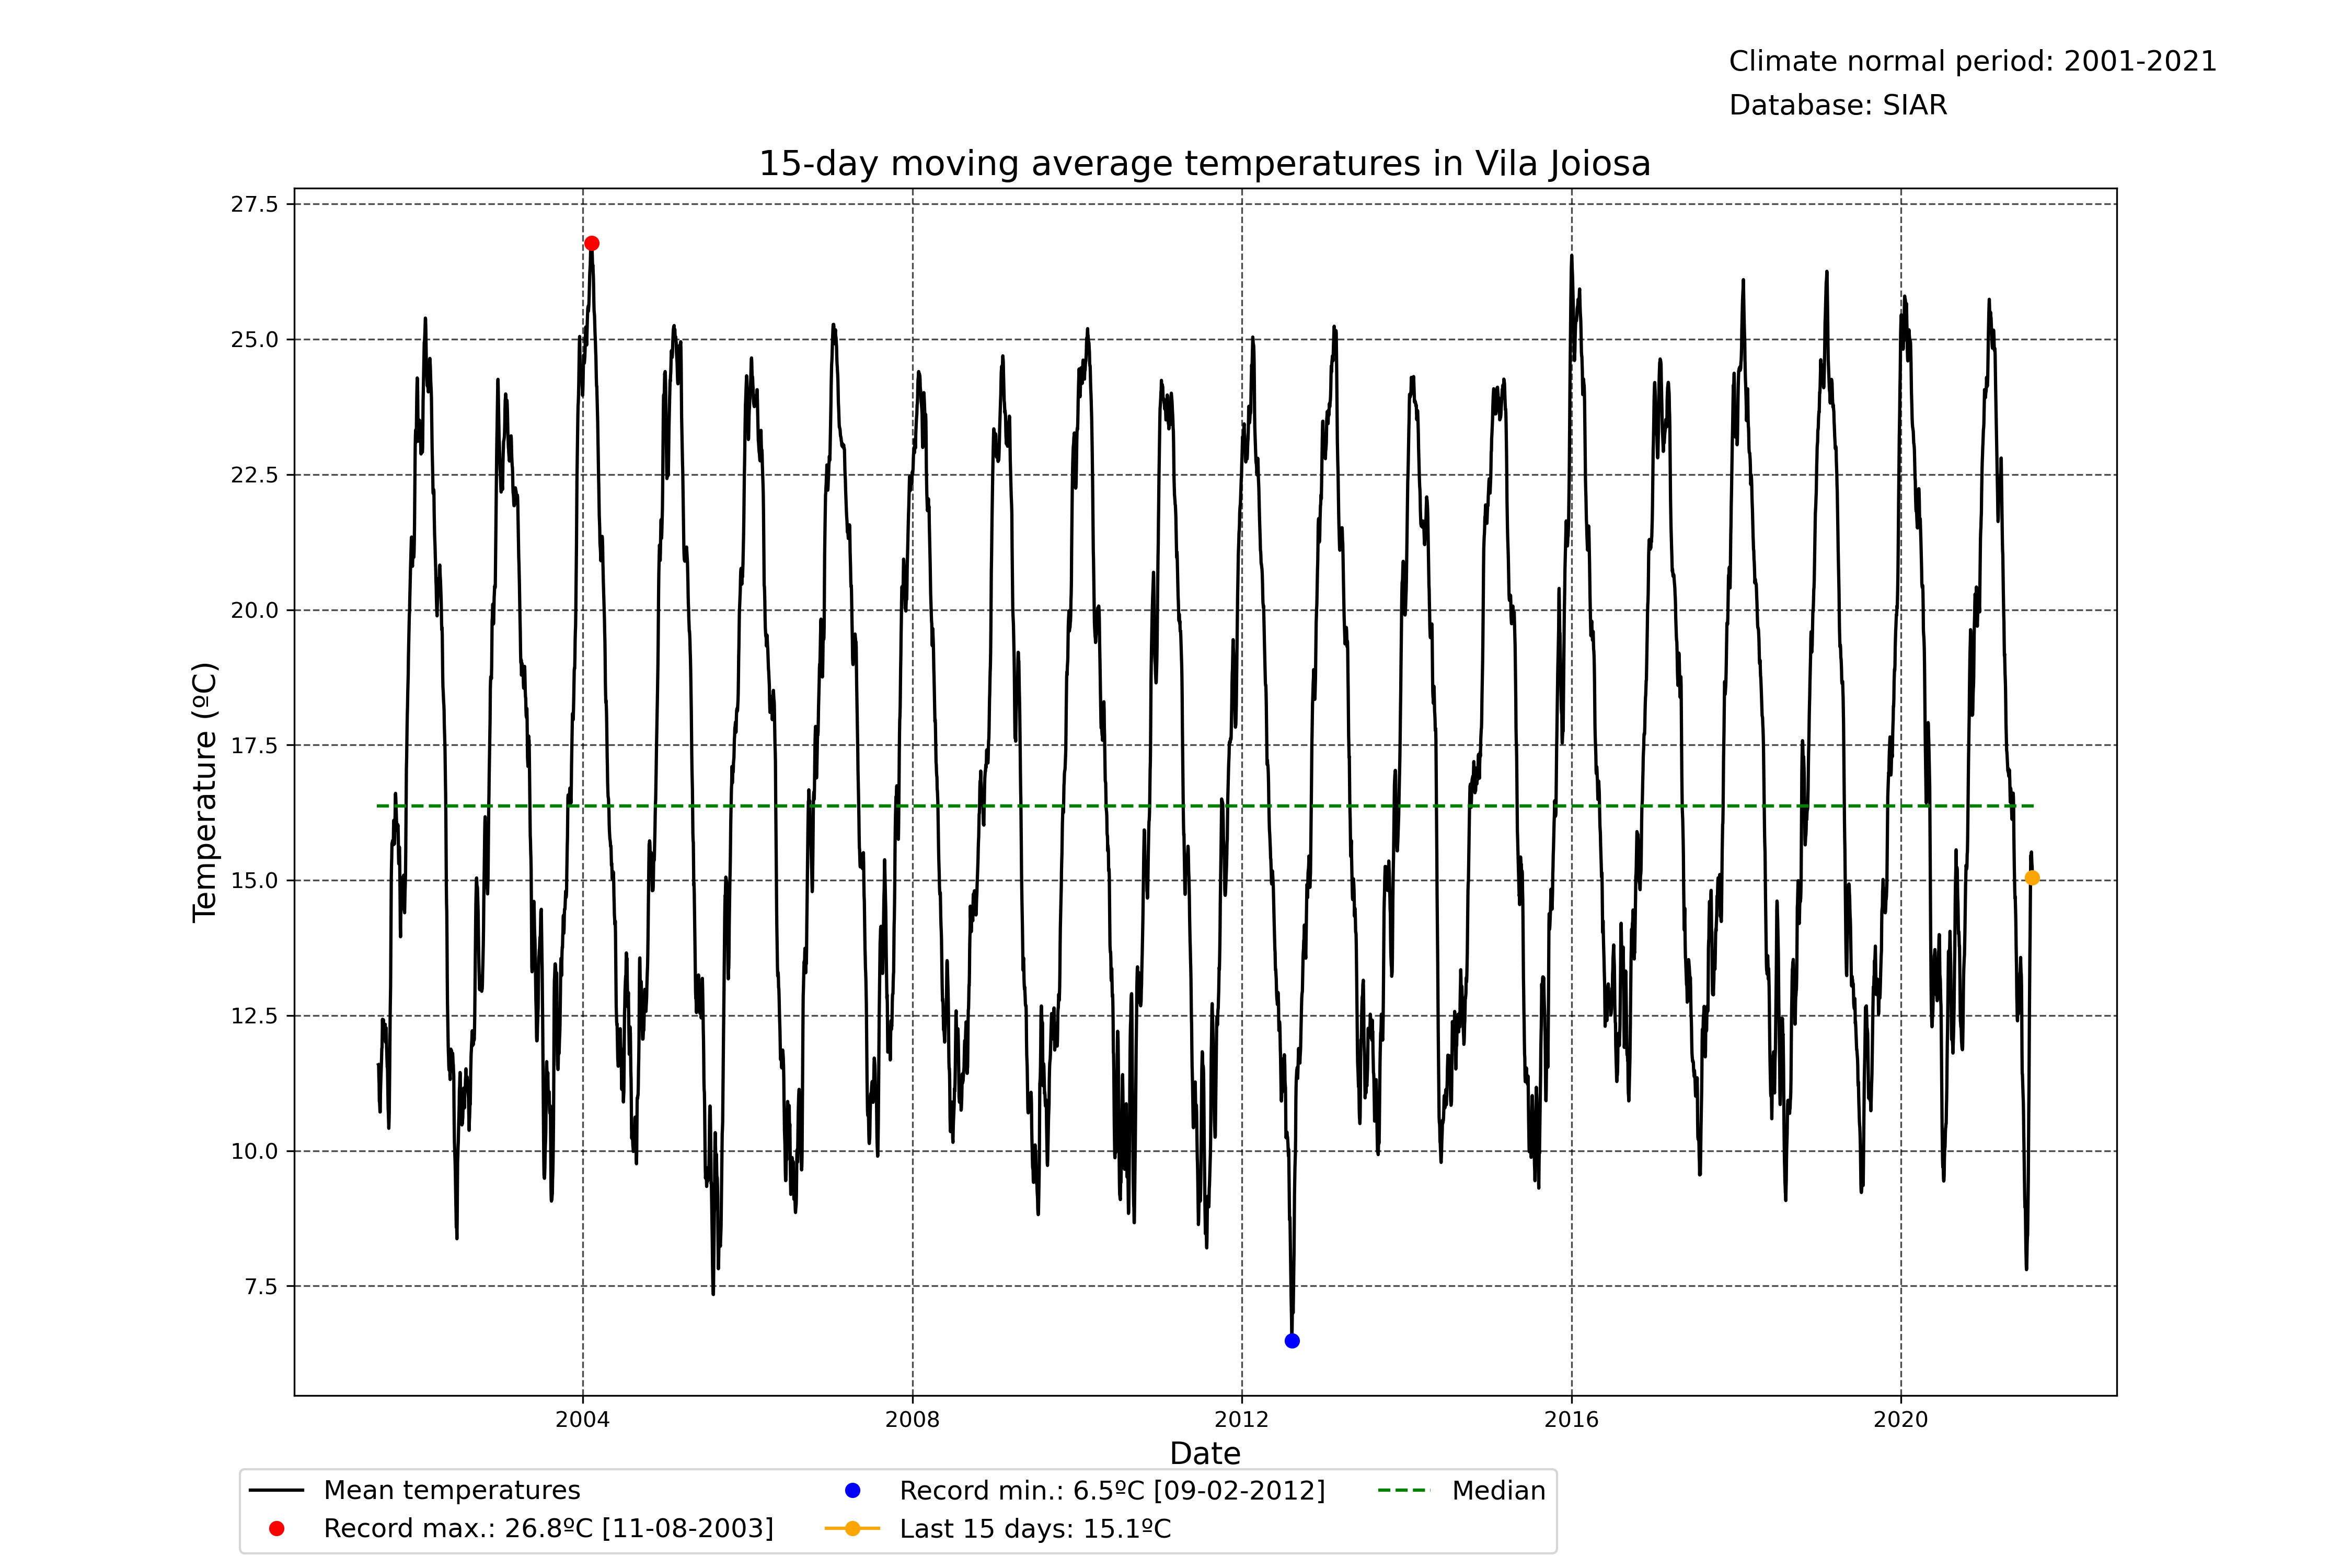 Climate normal period: 2001-2021
Database: SIAR
15-day moving average temperatures in Vila Joiosa
27.5
25.0
22.5
20.0
17.5
15.0
12.5
10.0
7.5
Temperature (ºC)
2004 2008 2012 2016 2020
Date
Mean temperatures
Record max.: 26.8ºC [11-08-2003]
Record min.: 6.5ºC [09-02-2012]
Last 15 days: 15.1ºC
Median